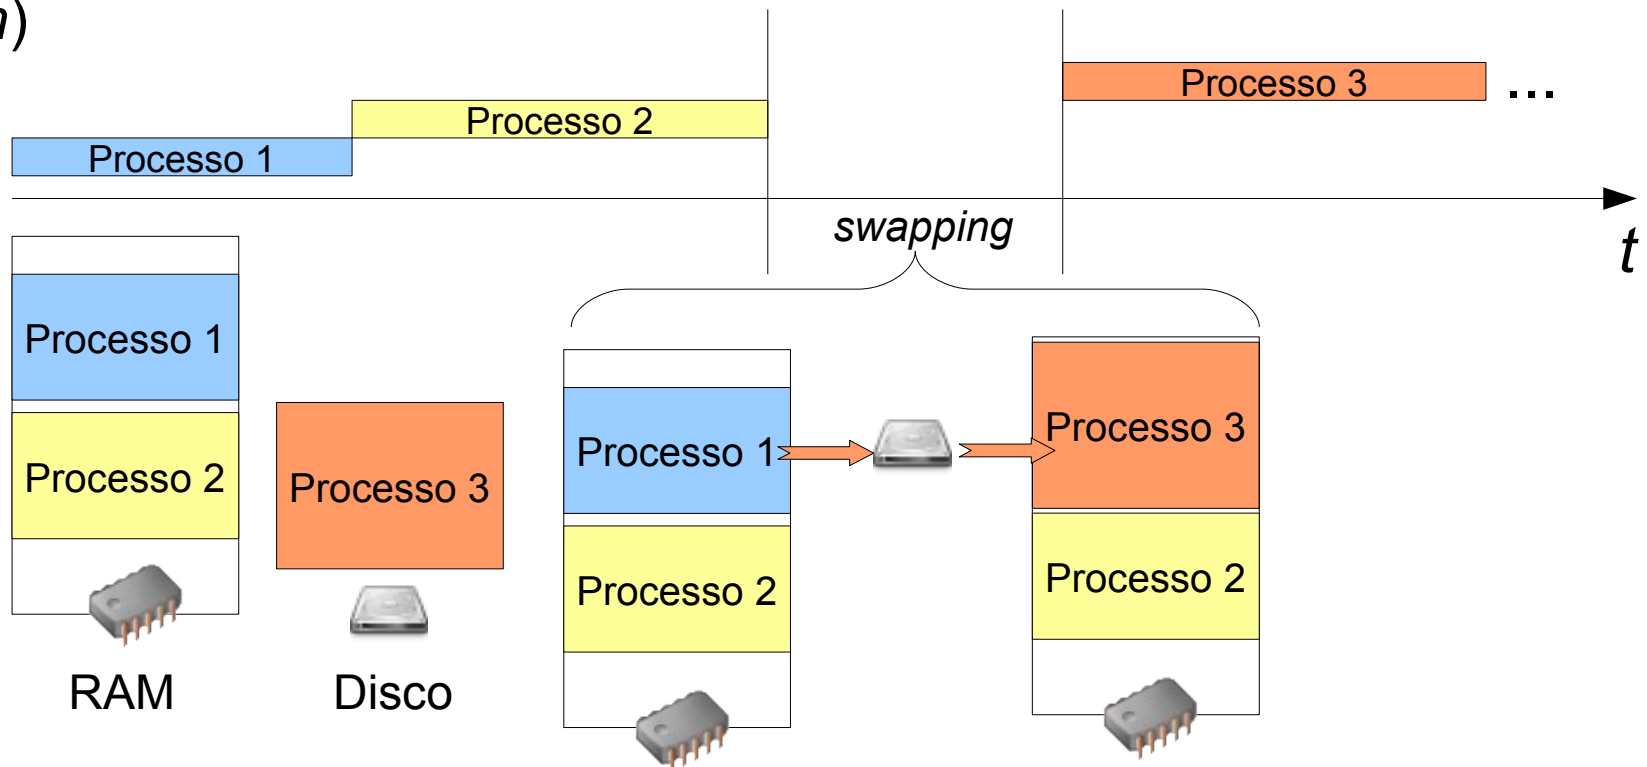 n)
Processo 3 ...
Processo 2
Processo 1
swapping
t
Processo 1
Processo 2
Processo 3
Processo 1
Processo 2
Processo 3
Processo 2
RAM
Disco